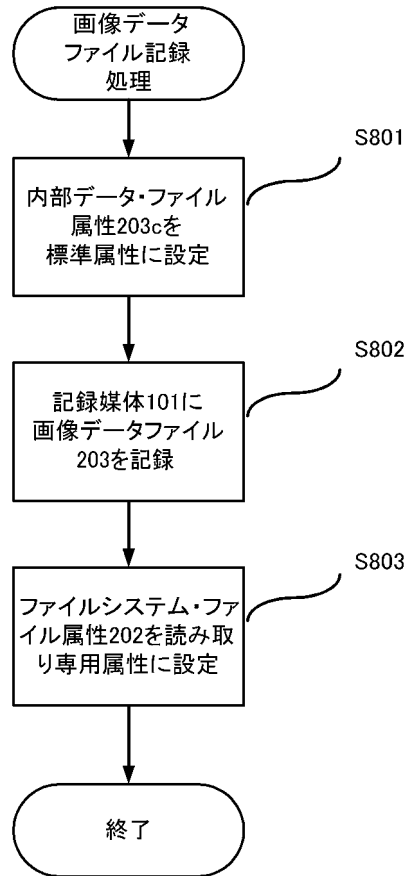 画像データ
ファイル記録
処理
S801
内部データ・ファイル
属性203cを
標準属性に設定
S802
記録媒体101に
画像データファイル
203を記録
S803
ファイルシステム・ファ
イル属性202を読み取
り専用属性に設定
終了